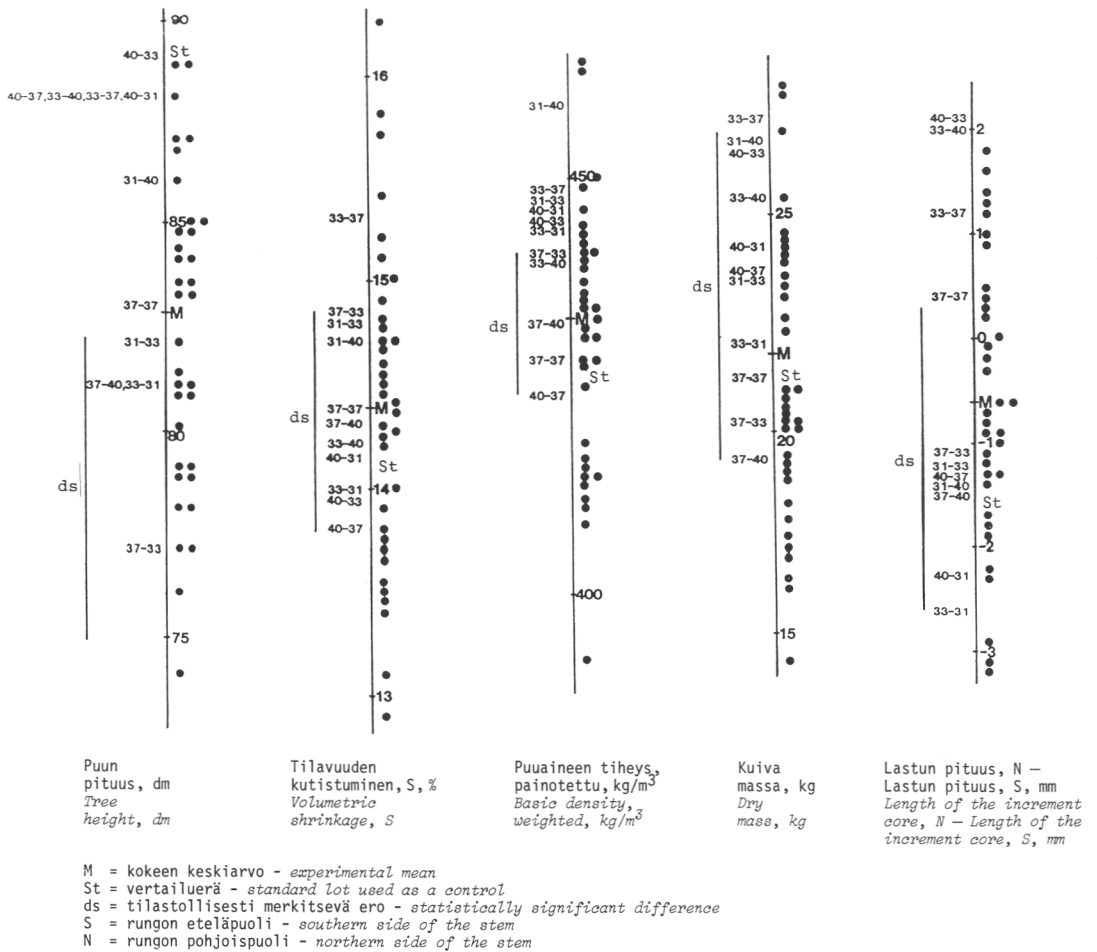 90
40-33
St
40-37,33-40,33-37,40-31
31-40
85
37-37
M
31-33
37-40,33-31
80
ds
37-33
75
16
33-37
15
37-33
31-33
31-40
37-37
M
ds
37-40
33-40
40-31
St
33-31
14
40-33
40-37
13
31-40
450
33-37
31-33
40-31
40-33
33-31
37-33
33-40
ds
37-40
M
37-37
St
40-37
400
33-37
31-40
40-33
33-40
25
40-31
40-37
31-33
ds
33-31
M
37-37
St
37-33
20
37-40
15
40-33
33-40
2
33-37
1
37-37
0
M
-1
37-33
31-33
ds
40-37
31-40
37-40
St
-2
40-31
33-31
-3
Puun
pituus, dm
Tree
height, dm
Tilavuuden
kutistuminen, S, %
Volumetric
shrinkage, S
Puuaineen tiheys,
painotettu, kg/m³
Basic density,
weighted, kg/m³
Kuiva
massa, kg
Dry
mass, kg
Lastun pituus, N —
Lastun pituus, S, mm
Length of the increment
core, N — Length of the
increment core, S, mm
M = kokeen keskiarvo - experimental mean
St = vertailuerä - standard lot used as a control
ds = tilastollisesti merkitsevä ero - statistically significant difference
S = rungon eteläpuoli - southern side of the stem
N = rungon pohjoispuoli - northern side of the stem